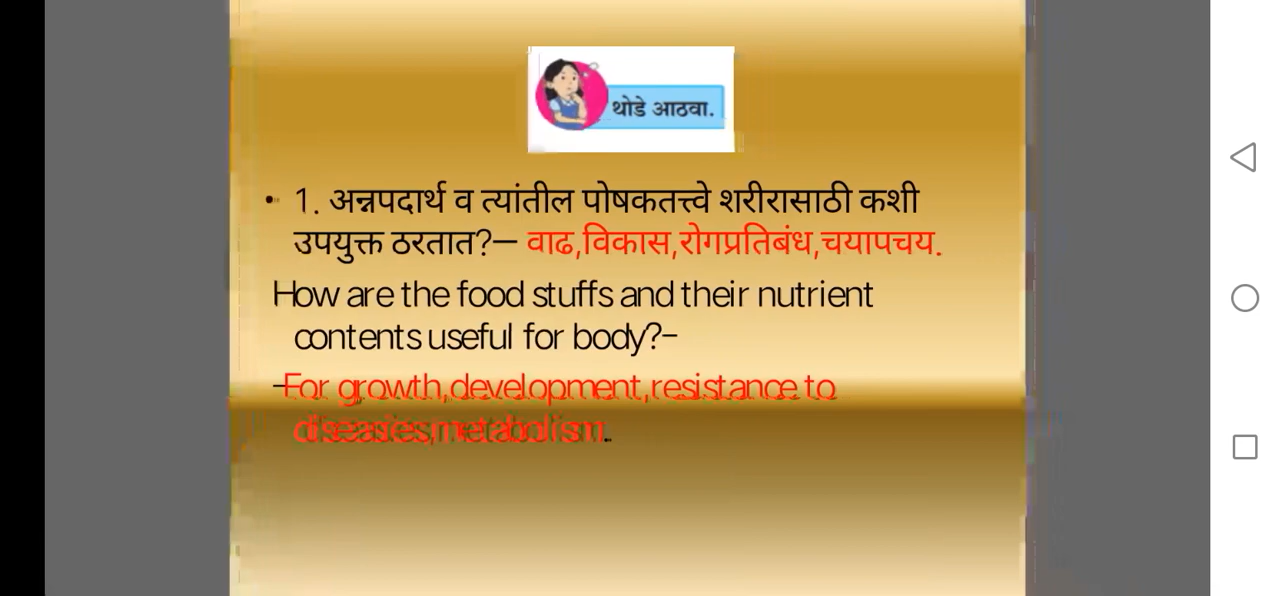 थोडे आठवा.
• 1. अन्नपदार्थ व त्यांतील पोषकतत्त्वे शरीरासाठी कशी
उपयुक्त ठरतात?– वाढ,विकास,रोगप्रतिबंध,चयापचय.
How are the food stuffs and their nutrient
contents useful for body?–
–For growth,development,resistance to
diseases,metabolism.